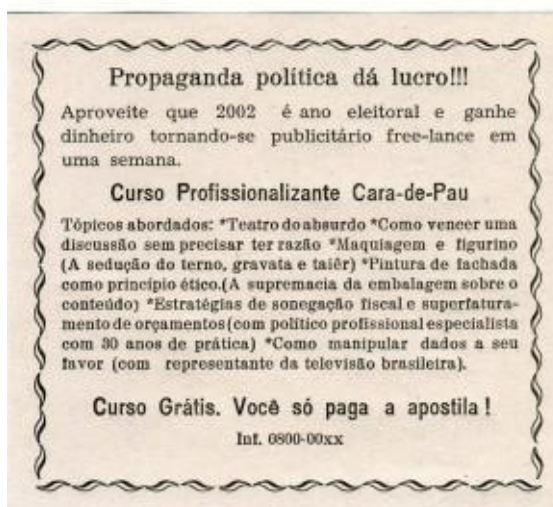 Propaganda política dá lucro!!!
Aproveite que 2002 é ano eleitoral e ganhe
dinheiro tornando-se publicitário free-lance em
uma semana.
Curso Profissionalizante Cara-de-Pau
Tópicos abordados: *Teatro do absurdo *Como vencer uma
discussão sem precisar ter razão *Maquiagem e figurino
(A sedução do terno, gravata e taiêr) *Pintura de fachada
como princípio ético.(A supremacia da embalagem sobre o
conteúdo) *Estratégias de sonegação fiscal e superfatura-
mento de orçamentos(com político profissional especialista
com 30 anos de prática) *Como manipular dados a seu
favor (com representante da televisão brasileira).
Curso Grátis. Você só paga a apostila !
Inf. 0800-00xx